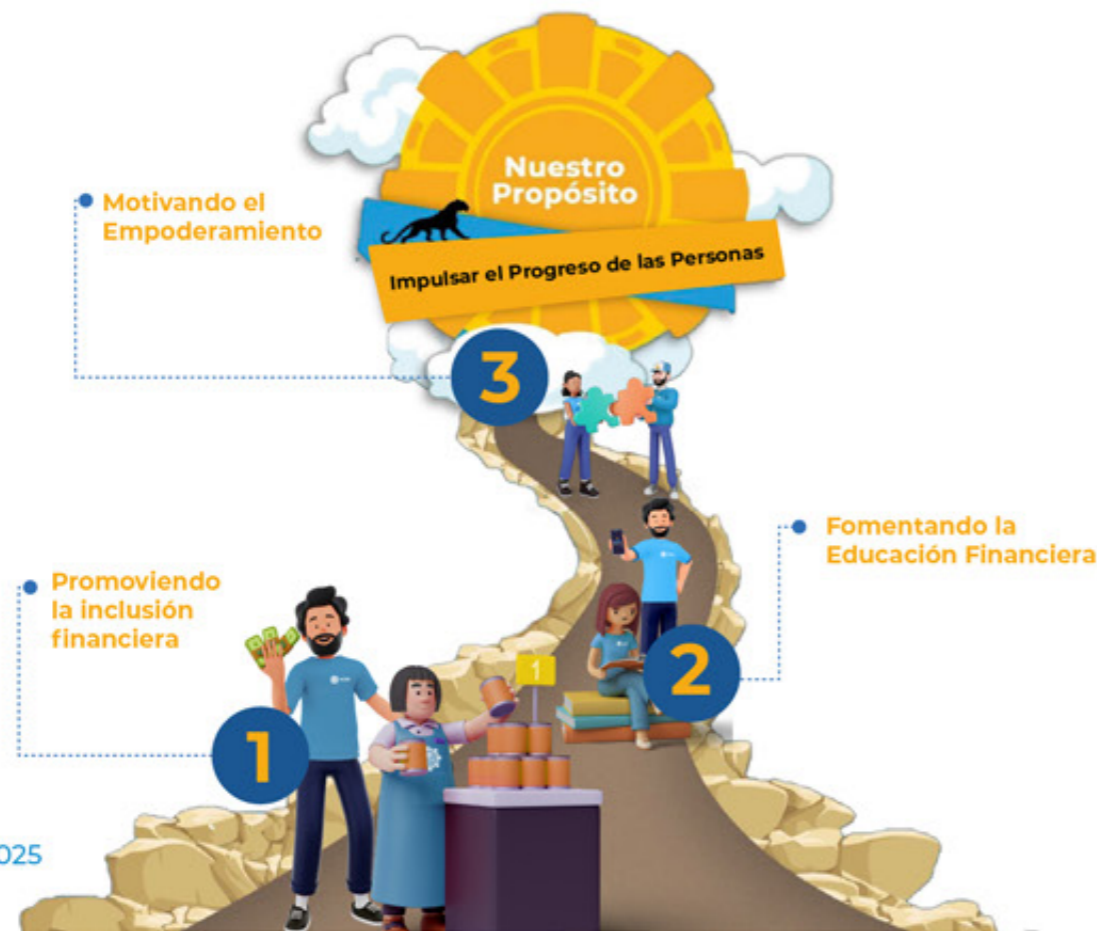 Nuestro
Propósito
Impulsar el Progreso de las Personas
Motivando el
Empoderamiento
3
Fomentando la
Educación Financiera
2
Promoviendo
la inclusión
financiera
1
1
025